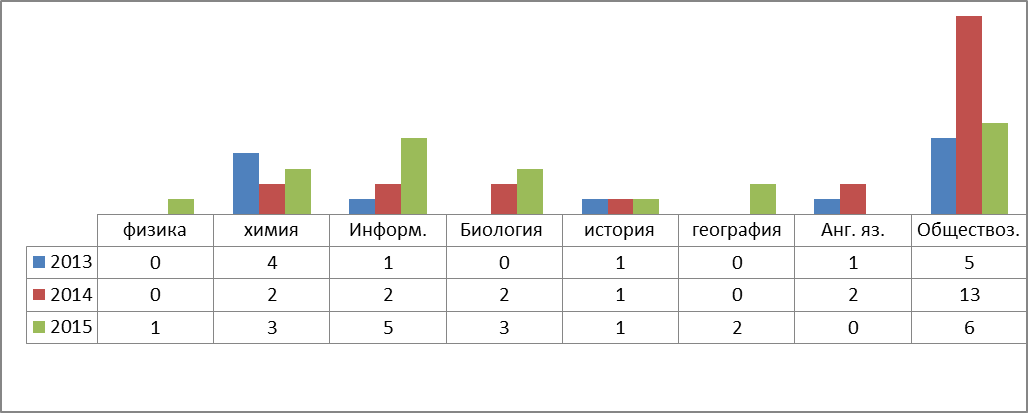 физика химия Информ. Биология история география Анг. яз. Обществоз.
2013 0 4 1 0 1 0 1 5
2014 0 2 2 2 1 0 2 13
2015 1 3 5 3 1 2 0 6